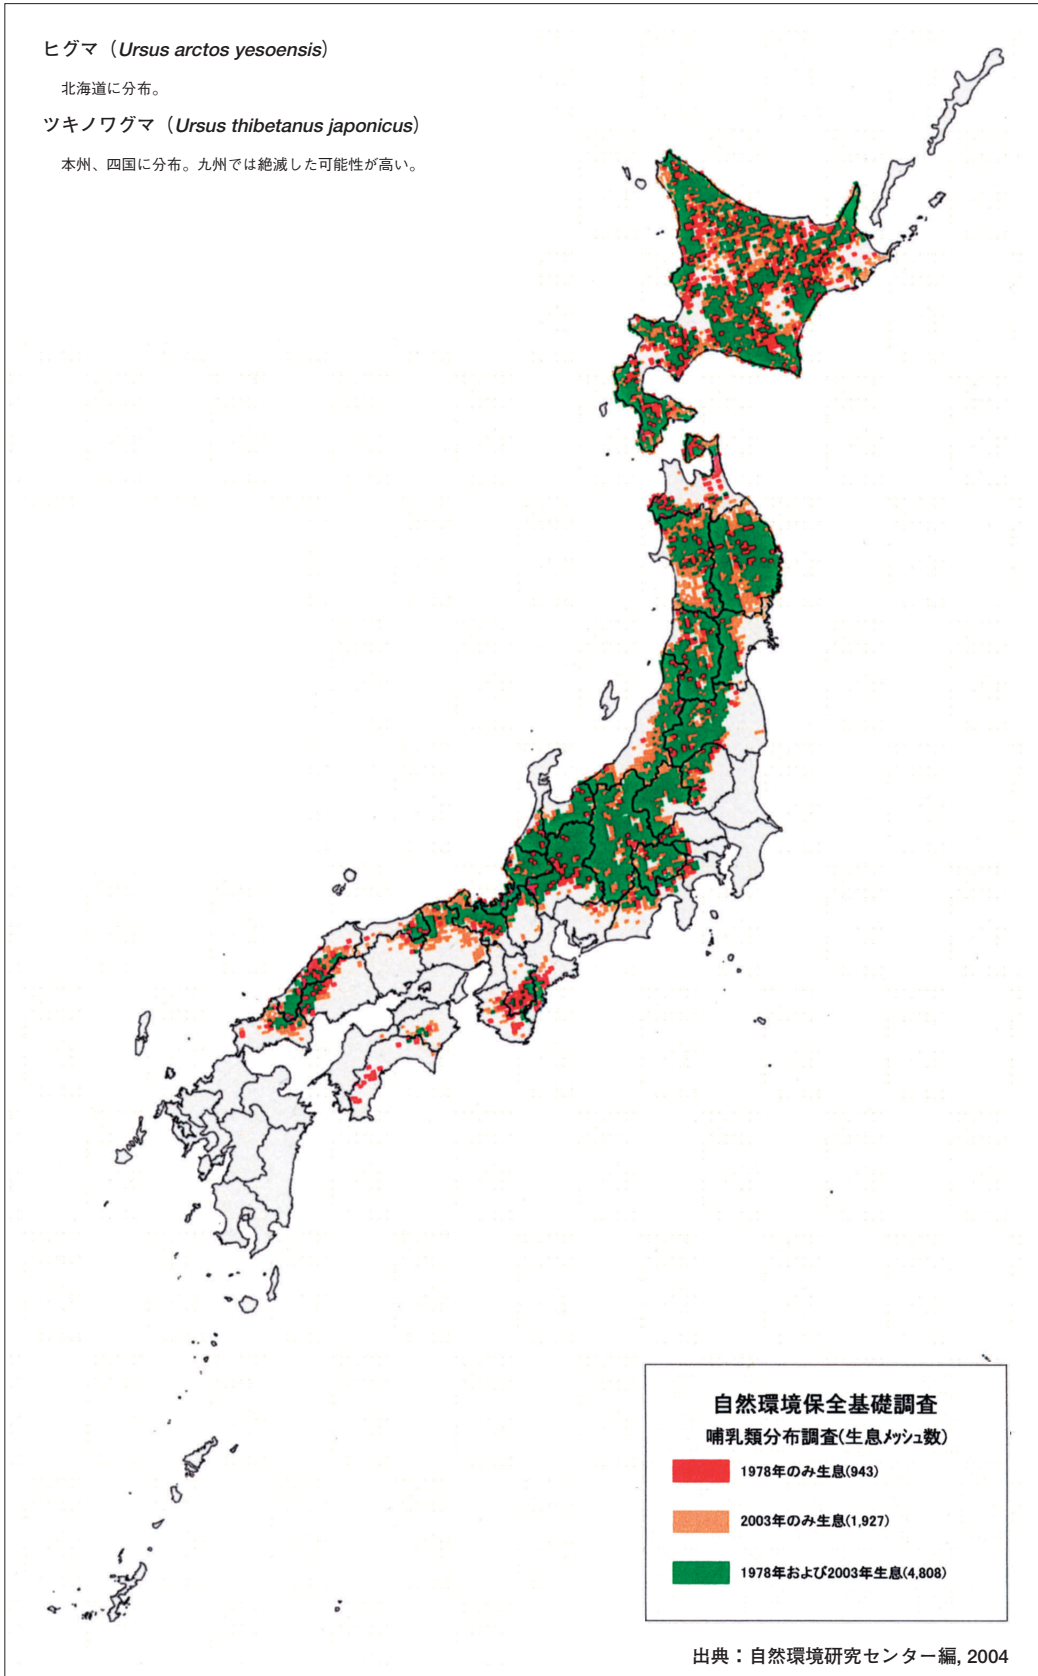 ヒグマ（Ursus arctos yesoensis）
北海道に分布。
ツキノワグマ（Ursus thibetanus japonicus）
本州、四国に分布。九州では絶滅した可能性が高い。
自然環境保全基礎調査
哺乳類分布調査(生息メッシュ数)
1978年のみ生息(943)
2003年のみ生息(1,927)
1978年および2003年生息(4,808)
出典：自然環境研究センター編, 2004